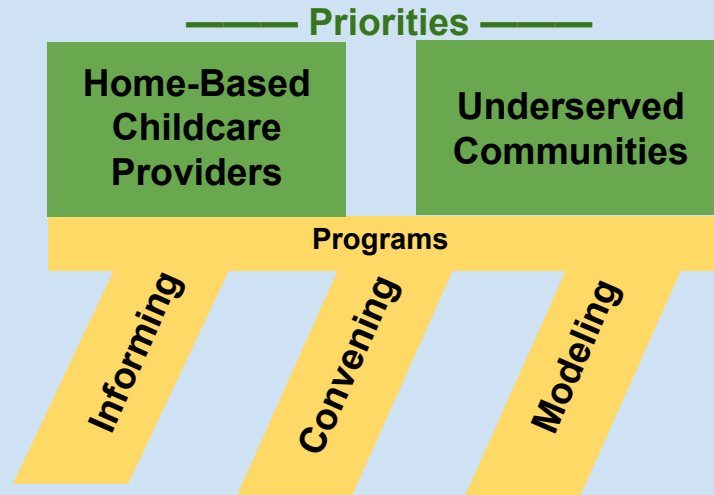 Priorities
Home-Based
Childcare
Providers
Underserved
Communities
Programs
Informing
Convening
Modeling